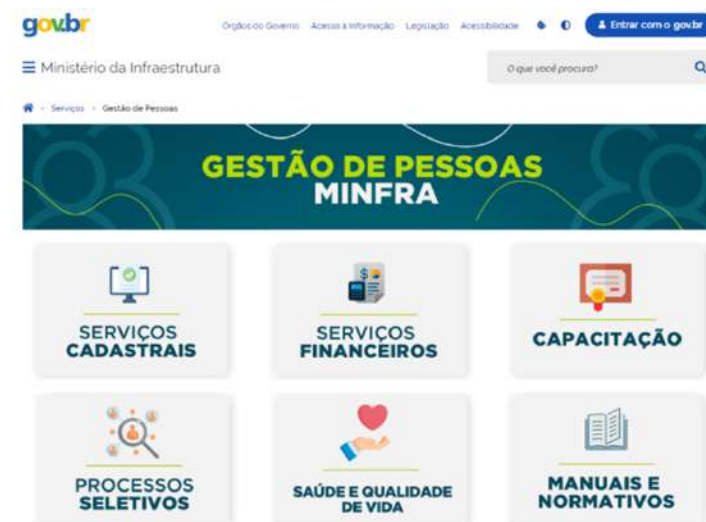 gov.br
Órgãos do Governo Acesso à Informação Legislação Acessibilidade Entrar com o gov.br
Ministério da Infraestrutura O que você procura?
> Serviços > Gestão de Pessoas
GESTÃO DE PESSOAS
MINFRA
SERVIÇOS
CADASTRAIS
SERVIÇOS
FINANCEIROS
CAPACITAÇÃO
PROCESSOS
SELETIVOS
SAÚDE E QUALIDADE
DE VIDA
MANUAIS E
NORMATIVOS